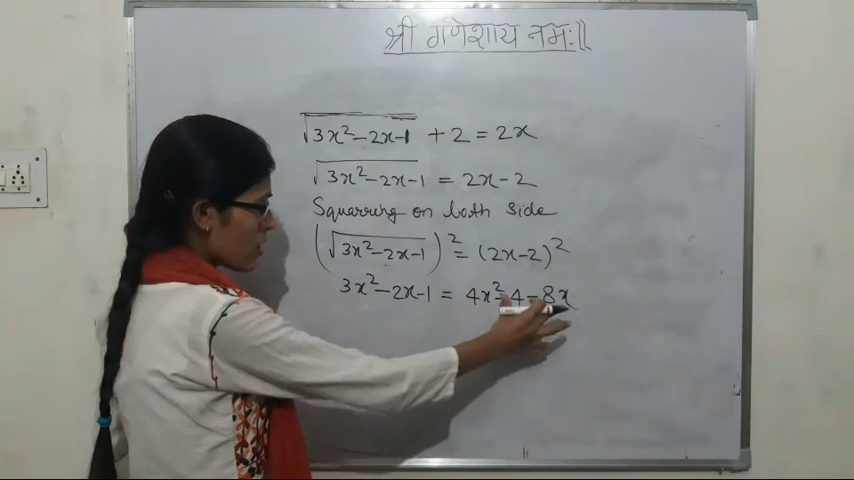 श्री गणेशाय नमः॥
√3x²-2x-1 + 2 = 2x
√3x²-2x-1 = 2x-2
Squarring on both side
(√3x²-2x-1)² = (2x-2)²
3x²-2x-1 = 4x² 4-8x